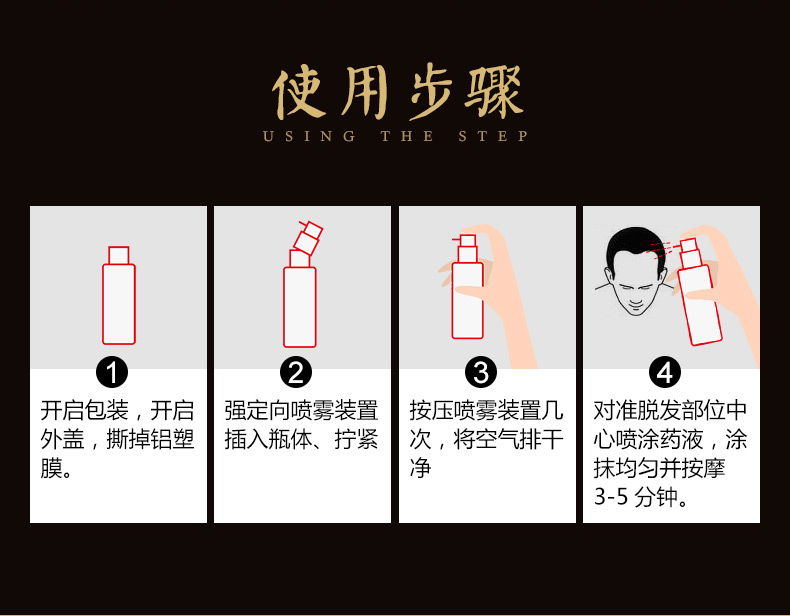 使用步骤
USING THE STEP
1
开启包装，开启
外盖，撕掉铝塑
膜。
2
强定向喷雾装置
插入瓶体、拧紧
3
按压喷雾装置几
次，将空气排干
净
4
对准脱发部位中
心喷涂药液，涂
抹均匀并按摩
3-5 分钟。